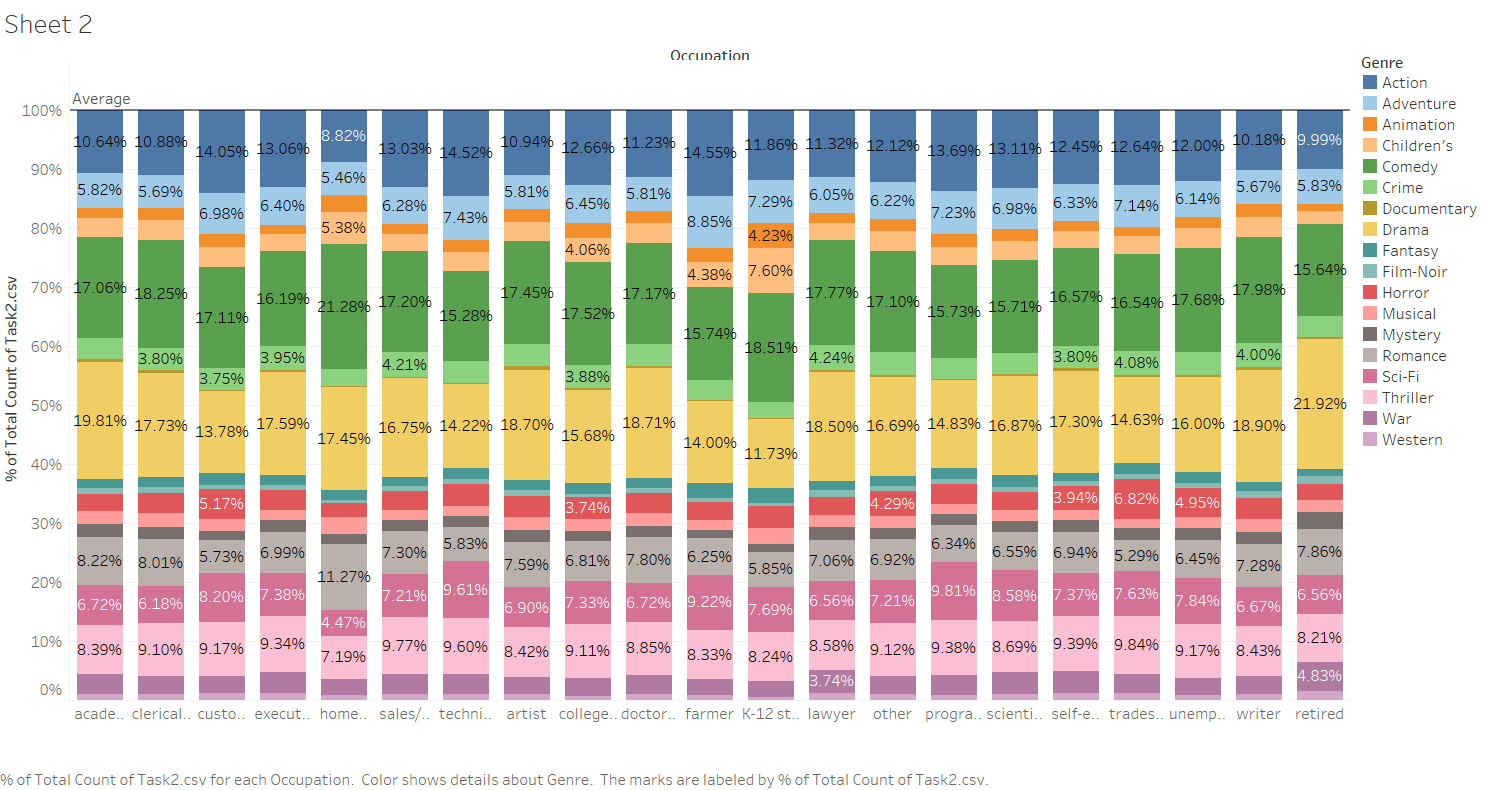 Sheet 2
Occupation
Genre
Action
Adventure
Animation
Children's
Comedy
Crime
Documentary
Drama
Fantasy
Film-Noir
Horror
Musical
Mystery
Romance
Sci-Fi
Thriller
War
Western
% of Total Count of Task2.csv
Average
100%
90%
80%
70%
60%
50%
40%
30%
20%
10%
0%
10.64% 10.88% 14.05% 13.06% 8.82% 13.03% 14.52% 10.94% 12.66% 11.23% 14.55% 11.86% 11.32% 12.12% 13.69% 13.11% 12.45% 12.64% 12.00% 10.18% 9.99%
5.82% 5.69% 6.98% 6.40% 5.46% 6.28% 7.43% 5.81% 6.45% 5.81% 8.85% 7.29% 6.05% 6.22% 7.23% 6.98% 6.33% 7.14% 6.14% 5.67% 5.83%
4.23%
5.38% 4.06% 4.38% 7.60%
17.06% 18.25% 17.11% 16.19% 21.28% 17.20% 15.28% 17.45% 17.52% 17.17% 15.74% 18.51% 17.77% 17.10% 15.73% 15.71% 16.57% 16.54% 17.68% 17.98% 15.64%
3.80% 3.75% 3.95% 4.21% 3.88% 4.24% 3.80% 4.08% 4.00%
19.81% 17.73% 13.78% 17.59% 17.45% 16.75% 14.22% 18.70% 15.68% 18.71% 14.00% 11.73% 18.50% 16.69% 14.83% 16.87% 17.30% 14.63% 16.00% 18.90% 21.92%
5.17% 3.74% 4.29% 3.94% 6.82% 4.95%
8.22% 8.01% 5.73% 6.99% 11.27% 7.30% 5.83% 7.59% 6.81% 7.80% 6.25% 5.85% 7.06% 6.92% 6.34% 6.55% 6.94% 5.29% 6.45% 7.28% 7.86%
6.72% 6.18% 8.20% 7.38% 4.47% 7.21% 9.61% 6.90% 7.33% 6.72% 9.22% 7.69% 6.56% 7.21% 9.81% 8.58% 7.37% 7.63% 7.84% 6.67% 6.56%
8.39% 9.10% 9.17% 9.34% 7.19% 9.77% 9.60% 8.42% 9.11% 8.85% 8.33% 8.24% 8.58% 9.12% 9.38% 8.69% 9.39% 9.84% 9.17% 8.43% 8.21%
3.74% 4.83%
acade.. clerical.. custo.. execut.. home.. sales/.. techni.. artist college.. doctor.. farmer K-12 st.. lawyer other progra.. scienti.. self-e.. trades.. unemp.. writer retired
% of Total Count of Task2.csv for each Occupation. Color shows details about Genre. The marks are labeled by % of Total Count of Task2.csv.